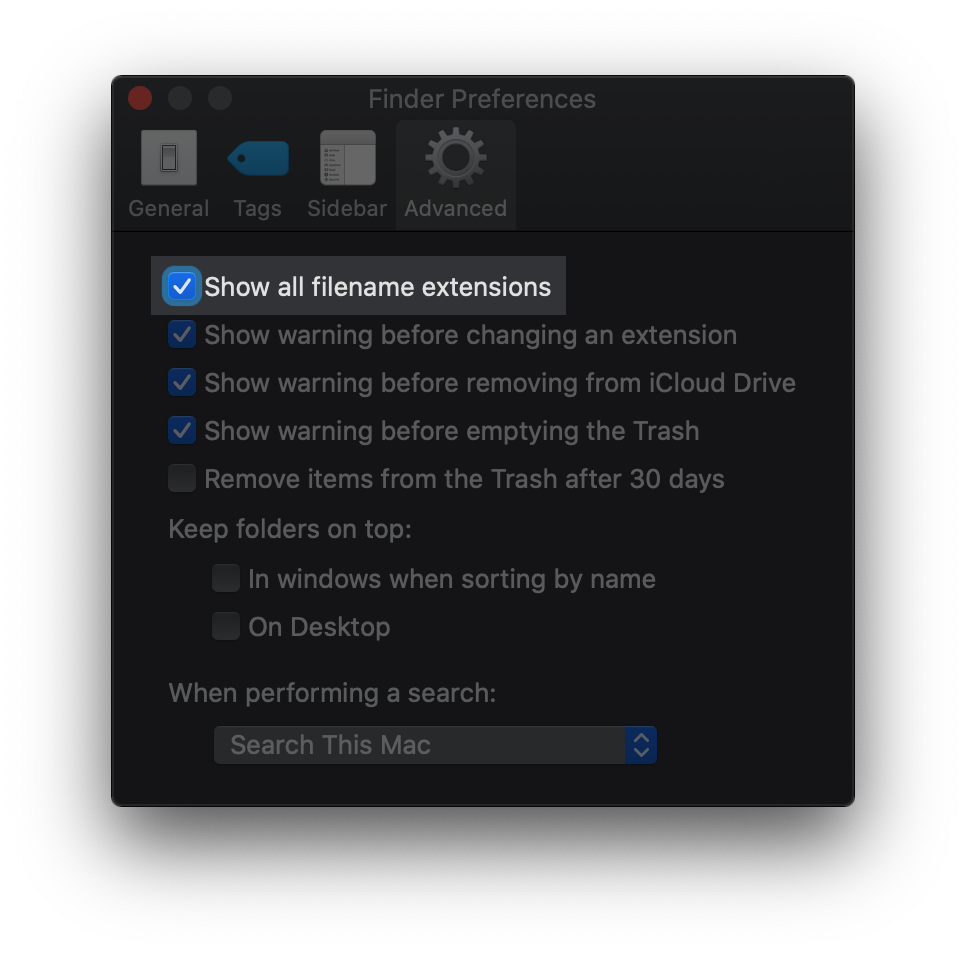 Finder Preferences
General Tags Sidebar Advanced
Show all filename extensions
Show warning before changing an extension
Show warning before removing from iCloud Drive
Show warning before emptying the Trash
Remove items from the Trash after 30 days
Keep folders on top:
In windows when sorting by name
On Desktop
When performing a search:
Search This Mac